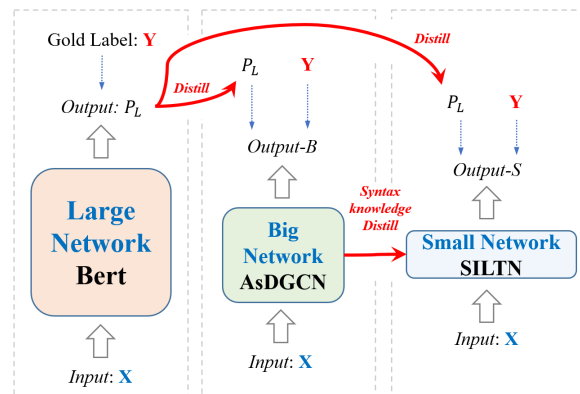 Gold Label: Y
Output: P_L
Large
Network
Bert
Input: X
Distill
P_L Y
Output-B
Big
Network
AsDGCN
Input: X
Syntax
knowledge
Distill
Distill
P_L Y
Output-S
Small Network
SILTN
Input: X